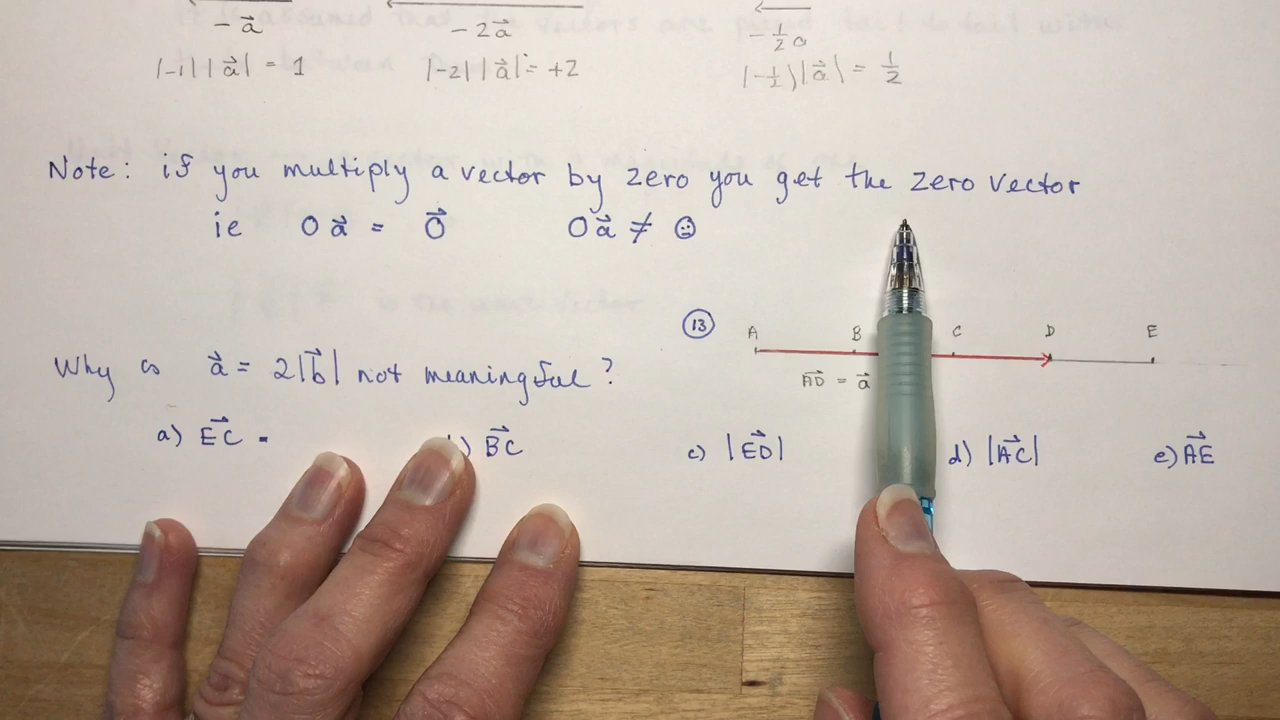 -a⃗ -2a⃗ -½a
|-1||a⃗| = 1 |-2||a⃗| = +2 |-½||a⃗| = ½
Note: if you multiply a vector by zero you get the zero vector
ie 0a⃗ = 0⃗ 0a⃗ ≠ ☹
13 A B C D E
Why is a⃗ = 2|b⃗| not meaningful?
AD⃗ = a⃗
a) EC⃗ = b) BC⃗ c) |ED⃗| d) |AC⃗| e) AE⃗